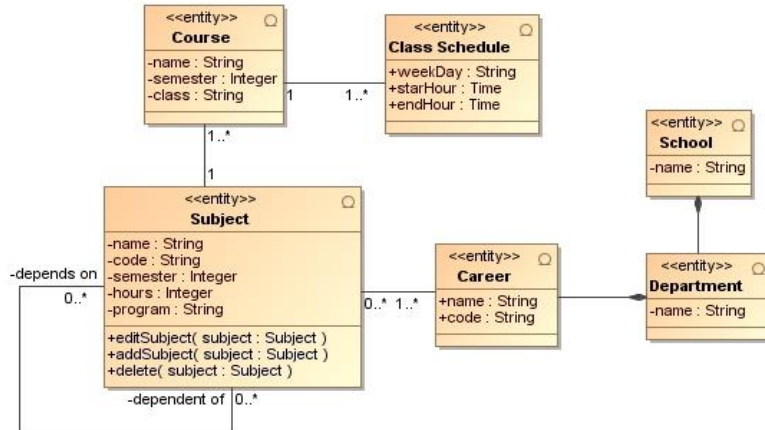 <<entity>>
Course
-name : String
-semester : Integer
-class : String
<<entity>>
Class Schedule
+weekDay : String
+starHour : Time
+endHour : Time
1
1..*
1..*
1
<<entity>>
Subject
-name : String
-code : String
-semester : Integer
-hours : Integer
-program : String
+editSubject( subject : Subject )
+addSubject( subject : Subject )
+delete( subject : Subject )
-depends on
0..*
-dependent of
0..*
0..*
1..*
<<entity>>
Career
+name : String
+code : String
<<entity>>
School
-name : String
<<entity>>
Department
-name : String